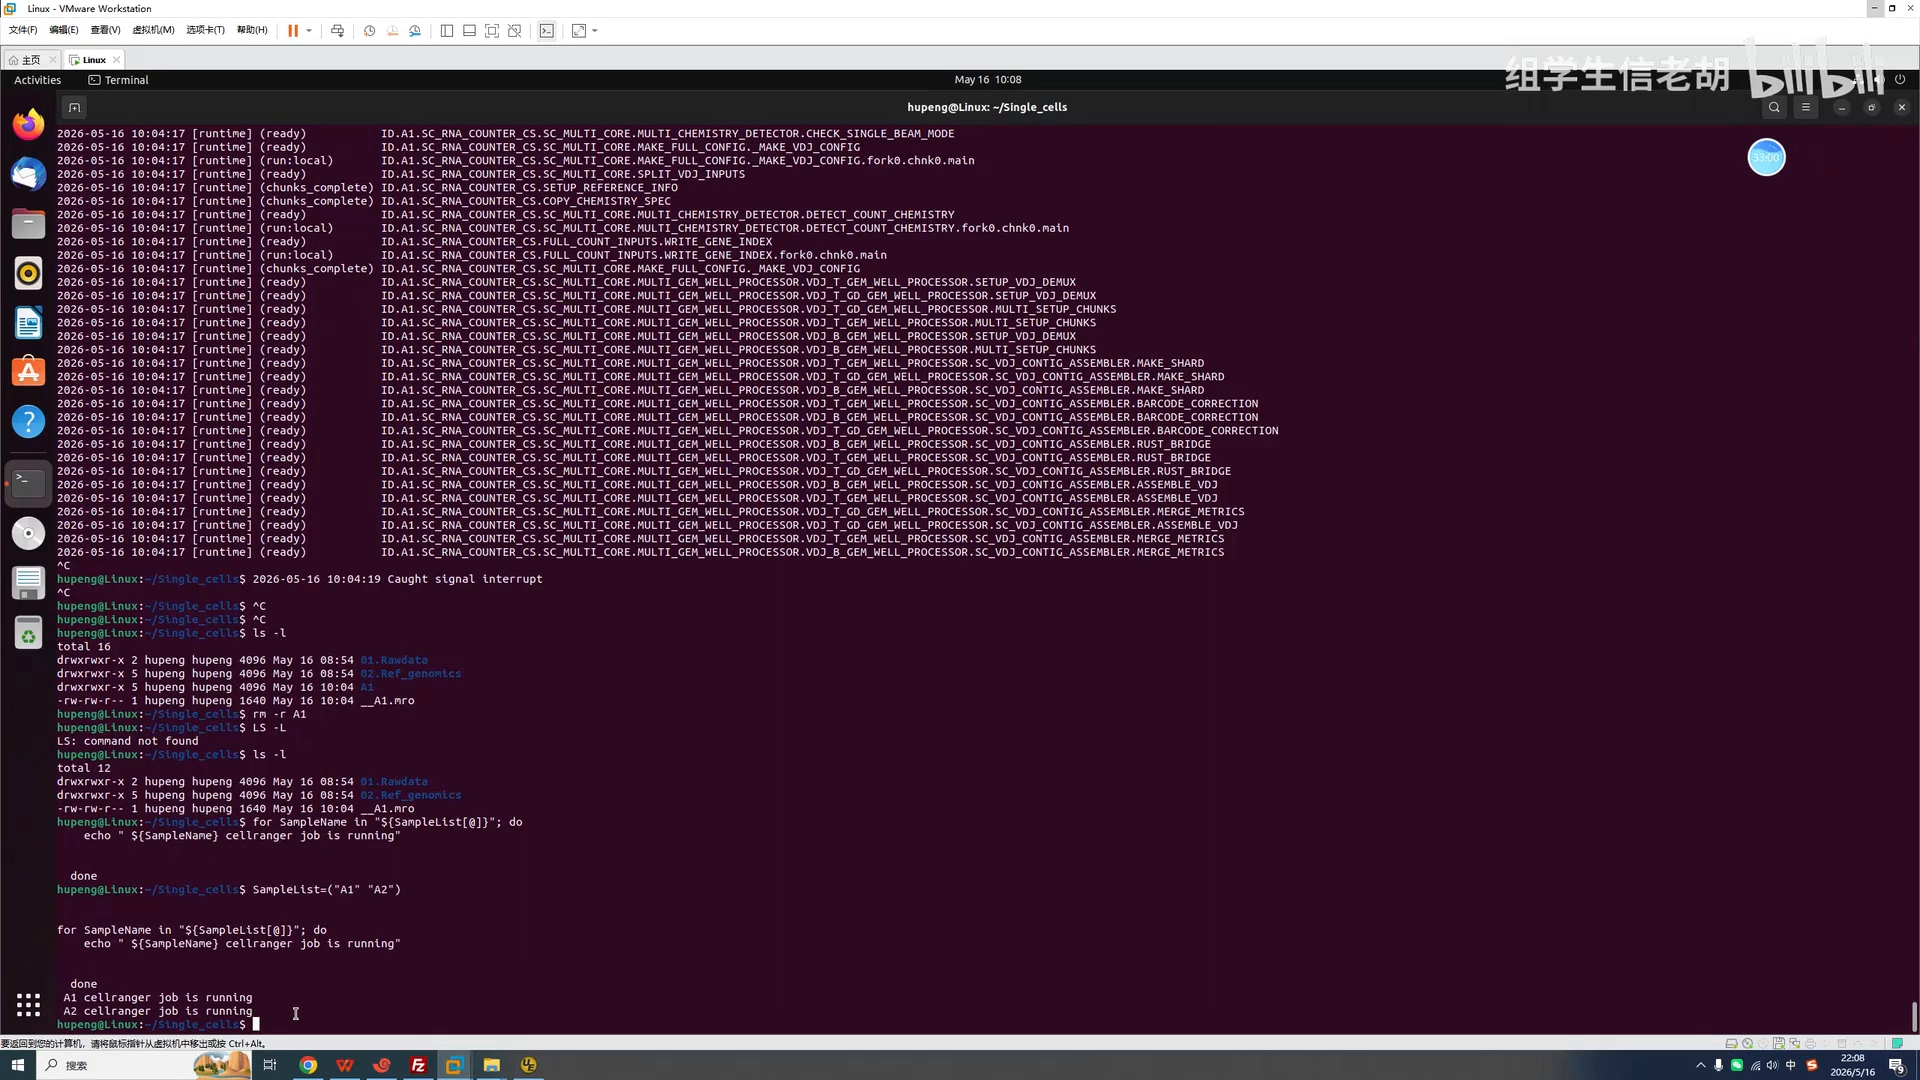 Linux - VMware Workstation
文件(F) 编辑(E) 查看(V) 虚拟机(M) 选项卡(T) 帮助(H)
主页 Linux
组学生信老胡 bilibili
Activities Terminal May 16 10:08
hupeng@Linux: ~/Single_cells
33:00
2026-05-16 10:04:17 [runtime] (ready) ID.A1.SC_RNA_COUNTER_CS.SC_MULTI_CORE.MULTI_CHEMISTRY_DETECTOR.CHECK_SINGLE_BEAM_MODE
2026-05-16 10:04:17 [runtime] (ready) ID.A1.SC_RNA_COUNTER_CS.SC_MULTI_CORE.MAKE_FULL_CONFIG._MAKE_VDJ_CONFIG
2026-05-16 10:04:17 [runtime] (run:local) ID.A1.SC_RNA_COUNTER_CS.SC_MULTI_CORE.MAKE_FULL_CONFIG._MAKE_VDJ_CONFIG.fork0.chnk0.main
2026-05-16 10:04:17 [runtime] (ready) ID.A1.SC_RNA_COUNTER_CS.SC_MULTI_CORE.SPLIT_VDJ_INPUTS
2026-05-16 10:04:17 [runtime] (chunks_complete) ID.A1.SC_RNA_COUNTER_CS.SETUP_REFERENCE_INFO
2026-05-16 10:04:17 [runtime] (chunks_complete) ID.A1.SC_RNA_COUNTER_CS.COPY_CHEMISTRY_SPEC
2026-05-16 10:04:17 [runtime] (ready) ID.A1.SC_RNA_COUNTER_CS.SC_MULTI_CORE.MULTI_CHEMISTRY_DETECTOR.DETECT_COUNT_CHEMISTRY
2026-05-16 10:04:17 [runtime] (run:local) ID.A1.SC_RNA_COUNTER_CS.SC_MULTI_CORE.MULTI_CHEMISTRY_DETECTOR.DETECT_COUNT_CHEMISTRY.fork0.chnk0.main
2026-05-16 10:04:17 [runtime] (ready) ID.A1.SC_RNA_COUNTER_CS.FULL_COUNT_INPUTS.WRITE_GENE_INDEX
2026-05-16 10:04:17 [runtime] (run:local) ID.A1.SC_RNA_COUNTER_CS.FULL_COUNT_INPUTS.WRITE_GENE_INDEX.fork0.chnk0.main
2026-05-16 10:04:17 [runtime] (chunks_complete) ID.A1.SC_RNA_COUNTER_CS.SC_MULTI_CORE.MAKE_FULL_CONFIG._MAKE_VDJ_CONFIG
2026-05-16 10:04:17 [runtime] (ready) ID.A1.SC_RNA_COUNTER_CS.SC_MULTI_CORE.MULTI_GEM_WELL_PROCESSOR.VDJ_T_GEM_WELL_PROCESSOR.SETUP_VDJ_DEMUX
2026-05-16 10:04:17 [runtime] (ready) ID.A1.SC_RNA_COUNTER_CS.SC_MULTI_CORE.MULTI_GEM_WELL_PROCESSOR.VDJ_T_GD_GEM_WELL_PROCESSOR.SETUP_VDJ_DEMUX
2026-05-16 10:04:17 [runtime] (ready) ID.A1.SC_RNA_COUNTER_CS.SC_MULTI_CORE.MULTI_GEM_WELL_PROCESSOR.VDJ_T_GD_GEM_WELL_PROCESSOR.MULTI_SETUP_CHUNKS
2026-05-16 10:04:17 [runtime] (ready) ID.A1.SC_RNA_COUNTER_CS.SC_MULTI_CORE.MULTI_GEM_WELL_PROCESSOR.VDJ_T_GEM_WELL_PROCESSOR.MULTI_SETUP_CHUNKS
2026-05-16 10:04:17 [runtime] (ready) ID.A1.SC_RNA_COUNTER_CS.SC_MULTI_CORE.MULTI_GEM_WELL_PROCESSOR.VDJ_B_GEM_WELL_PROCESSOR.SETUP_VDJ_DEMUX
2026-05-16 10:04:17 [runtime] (ready) ID.A1.SC_RNA_COUNTER_CS.SC_MULTI_CORE.MULTI_GEM_WELL_PROCESSOR.VDJ_B_GEM_WELL_PROCESSOR.MULTI_SETUP_CHUNKS
2026-05-16 10:04:17 [runtime] (ready) ID.A1.SC_RNA_COUNTER_CS.SC_MULTI_CORE.MULTI_GEM_WELL_PROCESSOR.VDJ_T_GEM_WELL_PROCESSOR.SC_VDJ_CONTIG_ASSEMBLER.MAKE_SHARD
2026-05-16 10:04:17 [runtime] (ready) ID.A1.SC_RNA_COUNTER_CS.SC_MULTI_CORE.MULTI_GEM_WELL_PROCESSOR.VDJ_T_GD_GEM_WELL_PROCESSOR.SC_VDJ_CONTIG_ASSEMBLER.MAKE_SHARD
2026-05-16 10:04:17 [runtime] (ready) ID.A1.SC_RNA_COUNTER_CS.SC_MULTI_CORE.MULTI_GEM_WELL_PROCESSOR.VDJ_B_GEM_WELL_PROCESSOR.SC_VDJ_CONTIG_ASSEMBLER.MAKE_SHARD
2026-05-16 10:04:17 [runtime] (ready) ID.A1.SC_RNA_COUNTER_CS.SC_MULTI_CORE.MULTI_GEM_WELL_PROCESSOR.VDJ_T_GEM_WELL_PROCESSOR.SC_VDJ_CONTIG_ASSEMBLER.BARCODE_CORRECTION
2026-05-16 10:04:17 [runtime] (ready) ID.A1.SC_RNA_COUNTER_CS.SC_MULTI_CORE.MULTI_GEM_WELL_PROCESSOR.VDJ_B_GEM_WELL_PROCESSOR.SC_VDJ_CONTIG_ASSEMBLER.BARCODE_CORRECTION
2026-05-16 10:04:17 [runtime] (ready) ID.A1.SC_RNA_COUNTER_CS.SC_MULTI_CORE.MULTI_GEM_WELL_PROCESSOR.VDJ_T_GD_GEM_WELL_PROCESSOR.SC_VDJ_CONTIG_ASSEMBLER.BARCODE_CORRECTION
2026-05-16 10:04:17 [runtime] (ready) ID.A1.SC_RNA_COUNTER_CS.SC_MULTI_CORE.MULTI_GEM_WELL_PROCESSOR.VDJ_B_GEM_WELL_PROCESSOR.SC_VDJ_CONTIG_ASSEMBLER.RUST_BRIDGE
2026-05-16 10:04:17 [runtime] (ready) ID.A1.SC_RNA_COUNTER_CS.SC_MULTI_CORE.MULTI_GEM_WELL_PROCESSOR.VDJ_T_GEM_WELL_PROCESSOR.SC_VDJ_CONTIG_ASSEMBLER.RUST_BRIDGE
2026-05-16 10:04:17 [runtime] (ready) ID.A1.SC_RNA_COUNTER_CS.SC_MULTI_CORE.MULTI_GEM_WELL_PROCESSOR.VDJ_T_GD_GEM_WELL_PROCESSOR.SC_VDJ_CONTIG_ASSEMBLER.RUST_BRIDGE
2026-05-16 10:04:17 [runtime] (ready) ID.A1.SC_RNA_COUNTER_CS.SC_MULTI_CORE.MULTI_GEM_WELL_PROCESSOR.VDJ_B_GEM_WELL_PROCESSOR.SC_VDJ_CONTIG_ASSEMBLER.ASSEMBLE_VDJ
2026-05-16 10:04:17 [runtime] (ready) ID.A1.SC_RNA_COUNTER_CS.SC_MULTI_CORE.MULTI_GEM_WELL_PROCESSOR.VDJ_T_GEM_WELL_PROCESSOR.SC_VDJ_CONTIG_ASSEMBLER.ASSEMBLE_VDJ
2026-05-16 10:04:17 [runtime] (ready) ID.A1.SC_RNA_COUNTER_CS.SC_MULTI_CORE.MULTI_GEM_WELL_PROCESSOR.VDJ_T_GD_GEM_WELL_PROCESSOR.SC_VDJ_CONTIG_ASSEMBLER.MERGE_METRICS
2026-05-16 10:04:17 [runtime] (ready) ID.A1.SC_RNA_COUNTER_CS.SC_MULTI_CORE.MULTI_GEM_WELL_PROCESSOR.VDJ_T_GD_GEM_WELL_PROCESSOR.SC_VDJ_CONTIG_ASSEMBLER.ASSEMBLE_VDJ
2026-05-16 10:04:17 [runtime] (ready) ID.A1.SC_RNA_COUNTER_CS.SC_MULTI_CORE.MULTI_GEM_WELL_PROCESSOR.VDJ_T_GEM_WELL_PROCESSOR.SC_VDJ_CONTIG_ASSEMBLER.MERGE_METRICS
2026-05-16 10:04:17 [runtime] (ready) ID.A1.SC_RNA_COUNTER_CS.SC_MULTI_CORE.MULTI_GEM_WELL_PROCESSOR.VDJ_B_GEM_WELL_PROCESSOR.SC_VDJ_CONTIG_ASSEMBLER.MERGE_METRICS
^C
hupeng@Linux:~/Single_cells$ 2026-05-16 10:04:19 Caught signal interrupt
^C
hupeng@Linux:~/Single_cells$ ^C
hupeng@Linux:~/Single_cells$ ^C
hupeng@Linux:~/Single_cells$ ls -l
total 16
drwxrwxr-x 2 hupeng hupeng 4096 May 16 08:54 01.Rawdata
drwxrwxr-x 5 hupeng hupeng 4096 May 16 08:54 02.Ref_genomics
drwxrwxr-x 5 hupeng hupeng 4096 May 16 10:04 A1
-rw-rw-r-- 1 hupeng hupeng 1640 May 16 10:04 __A1.mro
hupeng@Linux:~/Single_cells$ rm -r A1
hupeng@Linux:~/Single_cells$ LS -L
LS: command not found
hupeng@Linux:~/Single_cells$ ls -l
total 12
drwxrwxr-x 2 hupeng hupeng 4096 May 16 08:54 01.Rawdata
drwxrwxr-x 5 hupeng hupeng 4096 May 16 08:54 02.Ref_genomics
-rw-rw-r-- 1 hupeng hupeng 1640 May 16 10:04 __A1.mro
hupeng@Linux:~/Single_cells$ for SampleName in "${SampleList[@]}"; do
echo " ${SampleName} cellranger job is running"
done
hupeng@Linux:~/Single_cells$ SampleList=("A1" "A2")
for SampleName in "${SampleList[@]}"; do
echo " ${SampleName} cellranger job is running"
done
A1 cellranger job is running
A2 cellranger job is running
hupeng@Linux:~/Single_cells$
要返回到您的计算机，请将鼠标指针从虚拟机中移出或按 Ctrl+Alt。
搜索
中
22:08
2026/5/16
9